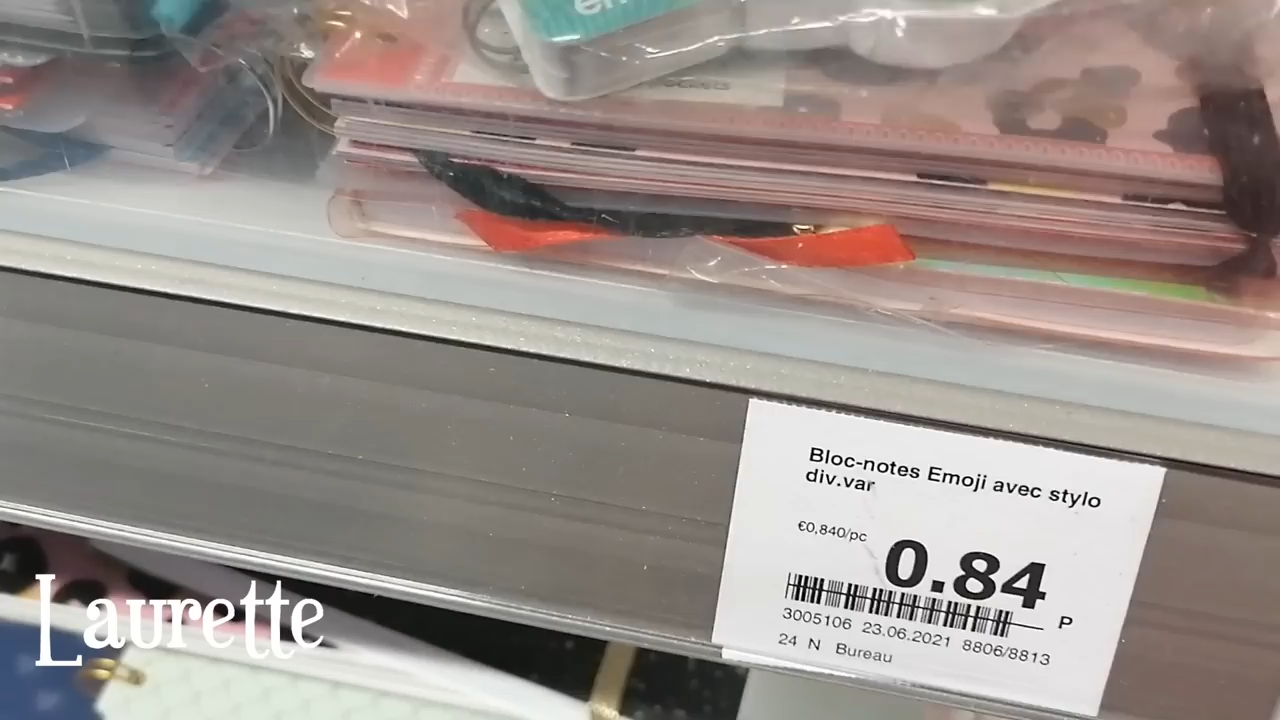 Bloc-notes Emoji avec stylo
div.var
€0,840/pc
0.84
P
3005106 23.06.2021 8806/8813
24 N Bureau
Laurette